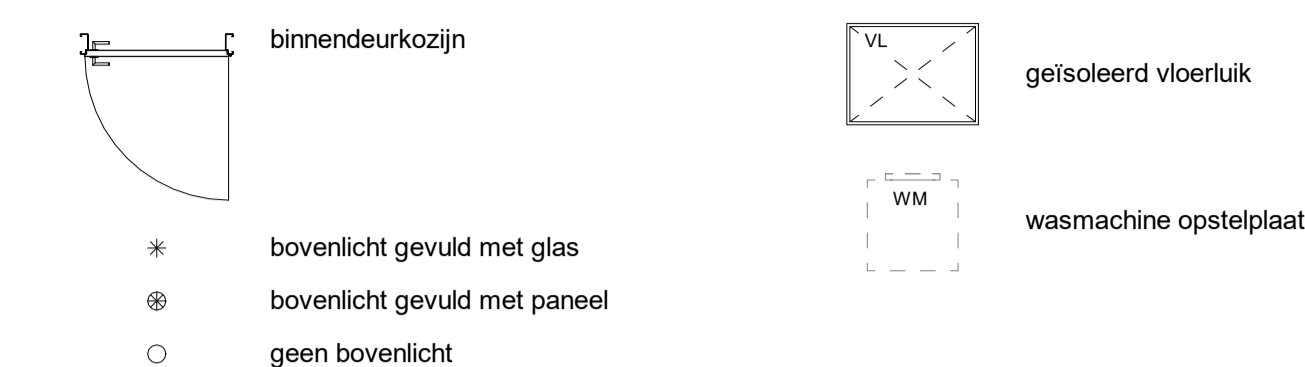 binnendeurkozijn
bovenlicht gevuld met glas
bovenlicht gevuld met paneel
geen bovenlicht
VL
geïsoleerd vloerluik
WM
wasmachine opstelplaat